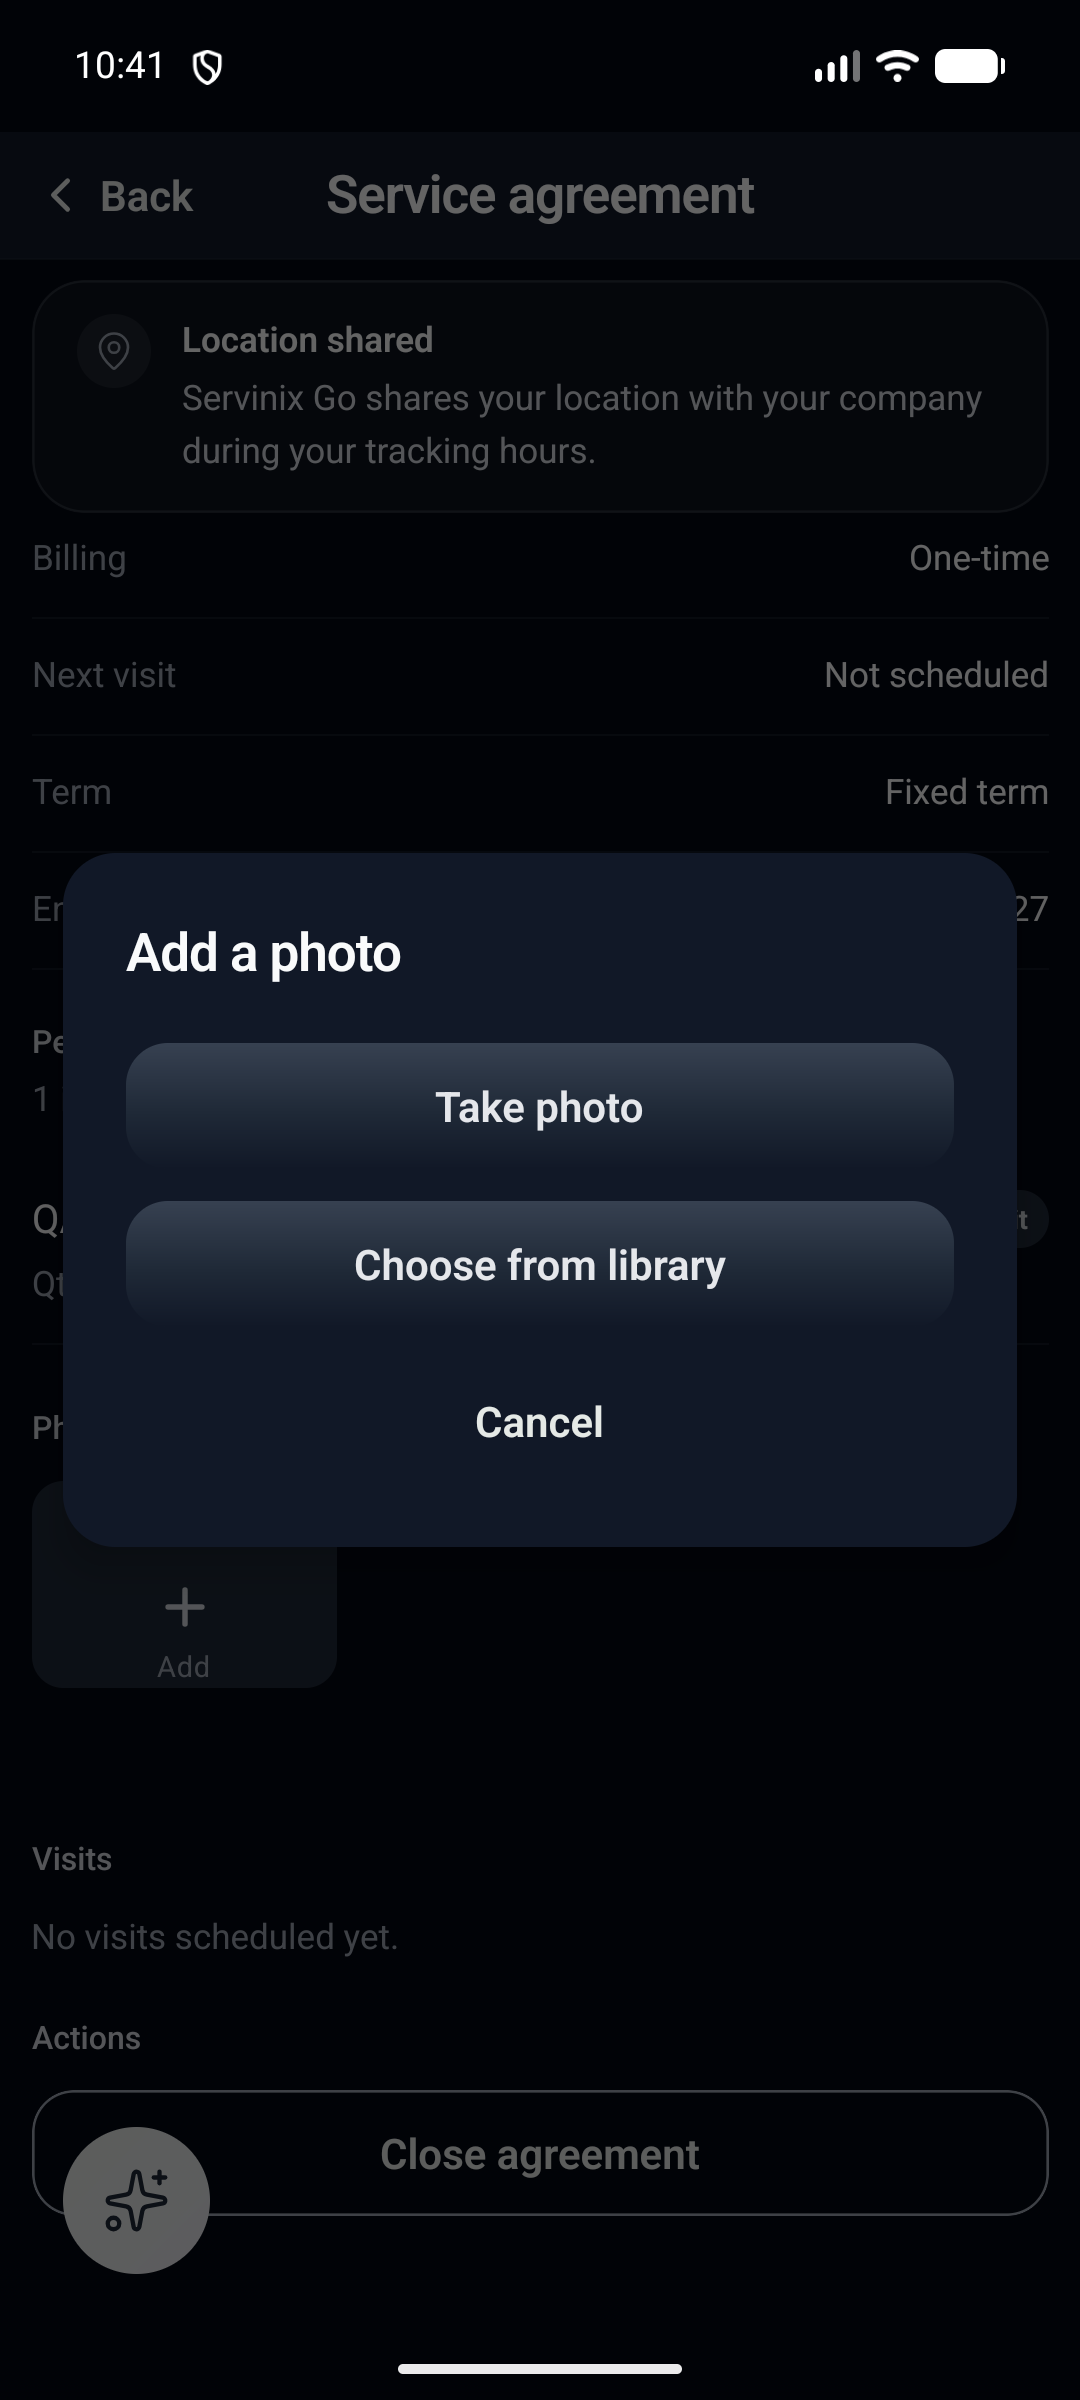 10:41
Back
Service agreement
Location shared
Servinix Go shares your location with your company
during your tracking hours.
Billing
One-time
Next visit
Not scheduled
Term
Fixed term
Add a photo
Take photo
Choose from library
Cancel
Add
Visits
No visits scheduled yet.
Actions
Close agreement